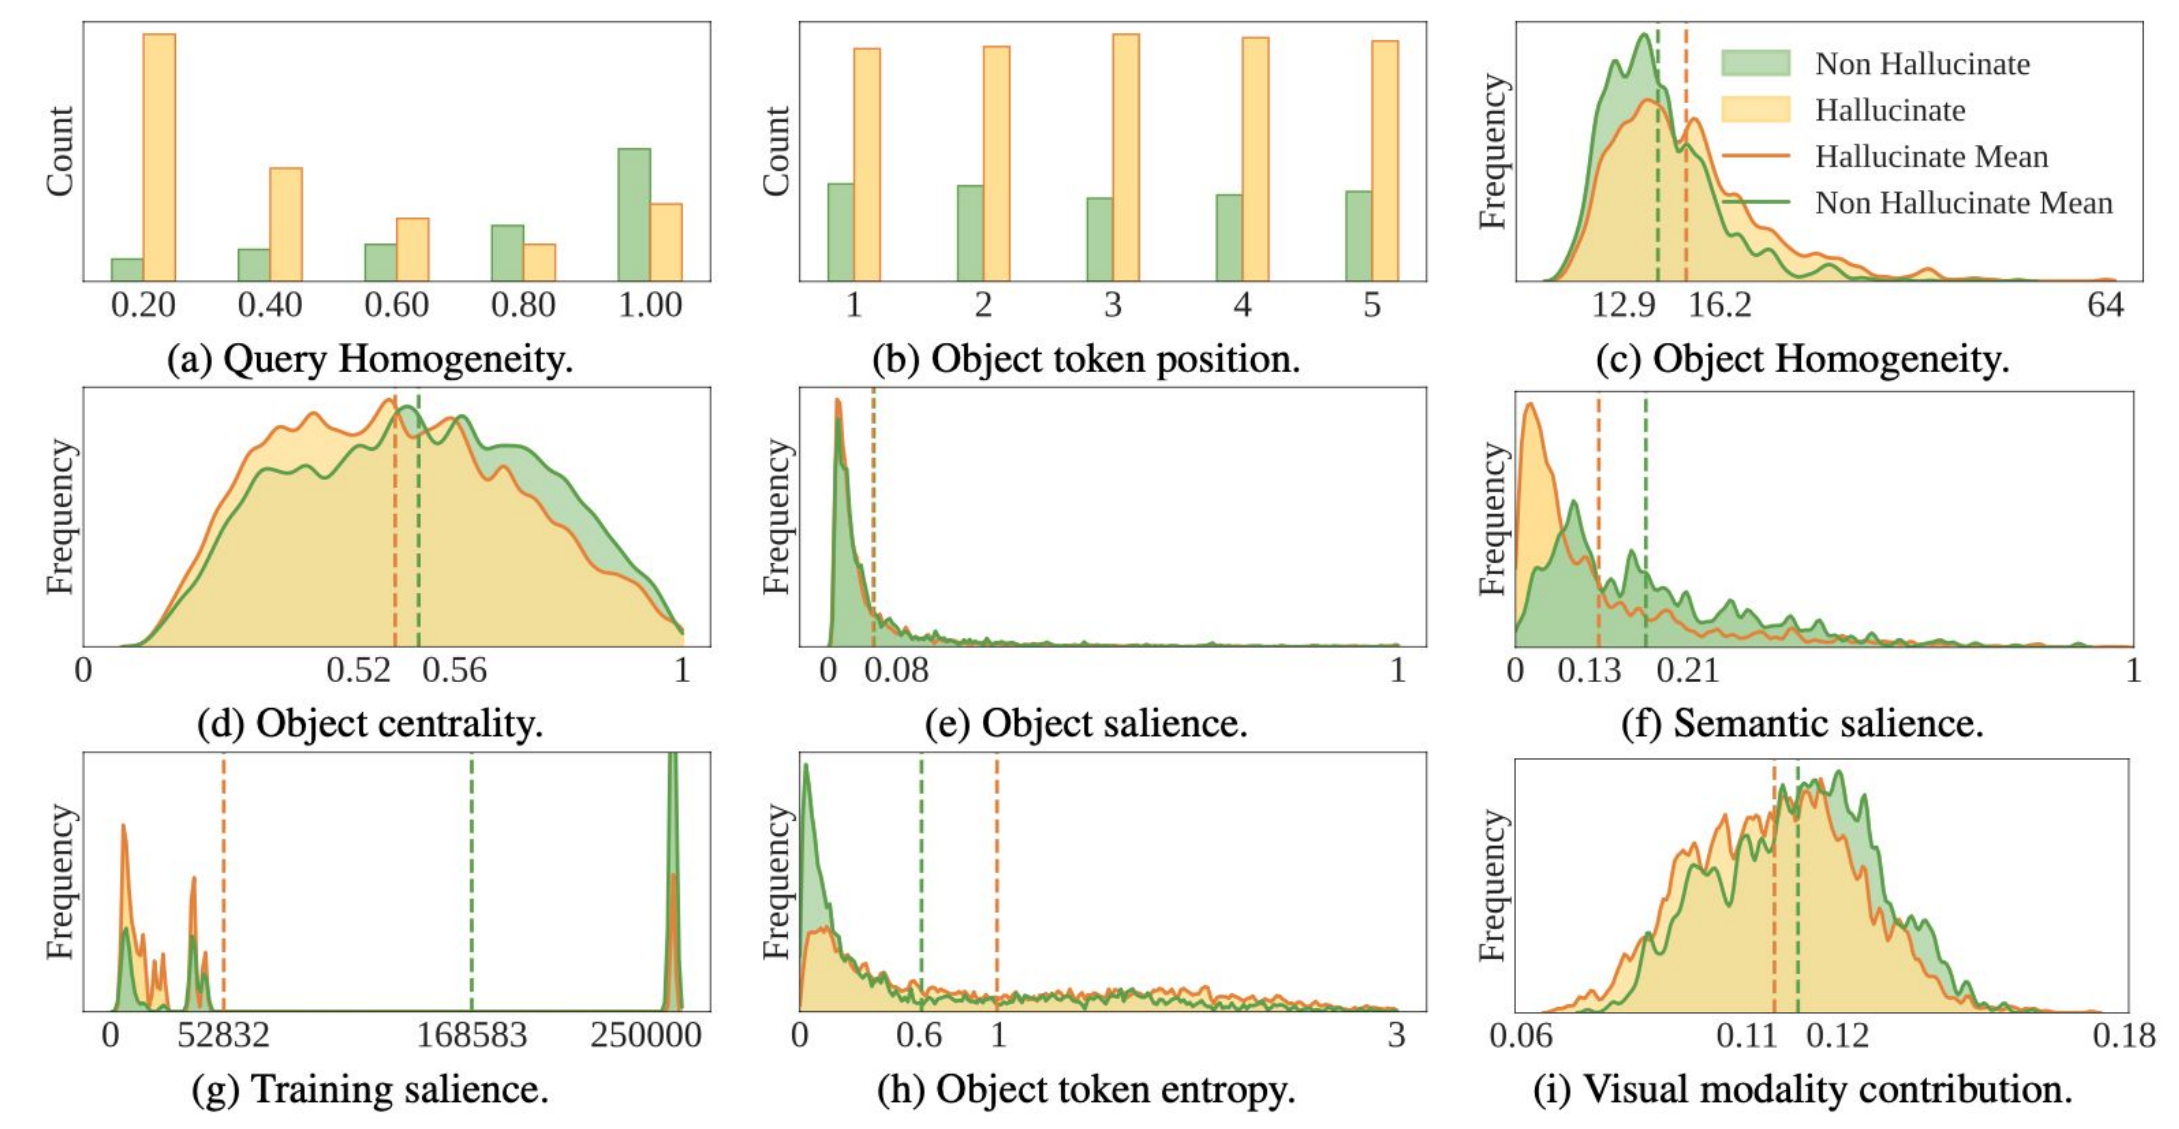 Count
0.20 0.40 0.60 0.80 1.00
(a) Query Homogeneity.
Count
1 2 3 4 5
(b) Object token position.
Frequency
Non Hallucinate
Hallucinate
Hallucinate Mean
Non Hallucinate Mean
12.9 16.2 64
(c) Object Homogeneity.
Frequency
0 0.52 0.56 1
(d) Object centrality.
Frequency
0 0.08 1
(e) Object salience.
Frequency
0 0.13 0.21 1
(f) Semantic salience.
Frequency
0 52832 168583 250000
(g) Training salience.
Frequency
0 0.6 1 3
(h) Object token entropy.
Frequency
0.06 0.11 0.12 0.18
(i) Visual modality contribution.